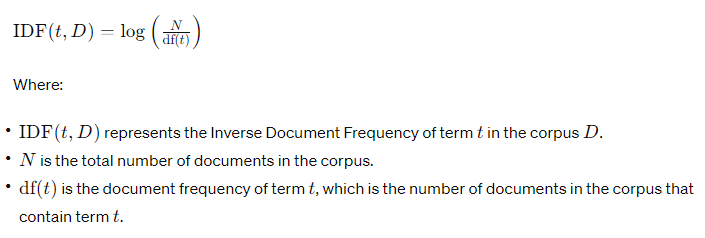 IDF(t, D) = log (N/df(t))
Where:
• IDF(t, D) represents the Inverse Document Frequency of term t in the corpus D.
• N is the total number of documents in the corpus.
• df(t) is the document frequency of term t, which is the number of documents in the corpus that
contain term t.